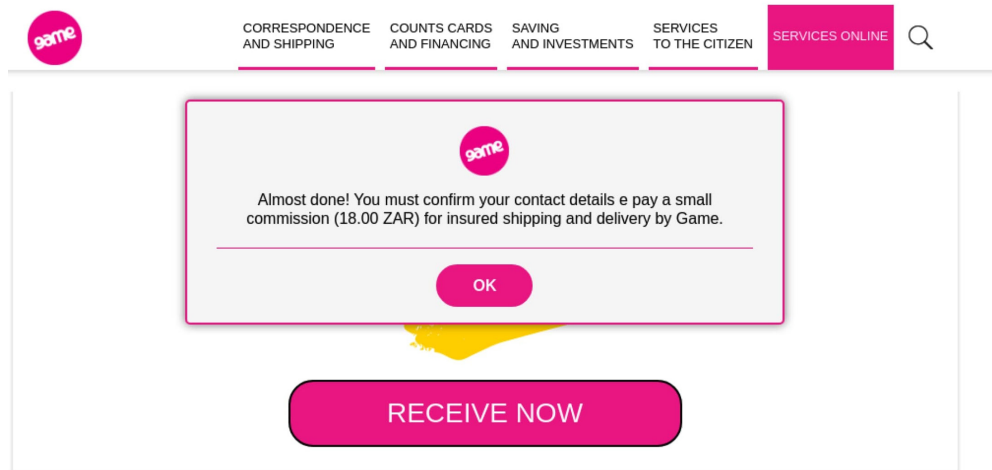 game
CORRESPONDENCE
AND SHIPPING
COUNTS CARDS
AND FINANCING
SAVING
AND INVESTMENTS
SERVICES
TO THE CITIZEN
SERVICES ONLINE
game
Almost done! You must confirm your contact details e pay a small
commission (18.00 ZAR) for insured shipping and delivery by Game.
OK
RECEIVE NOW